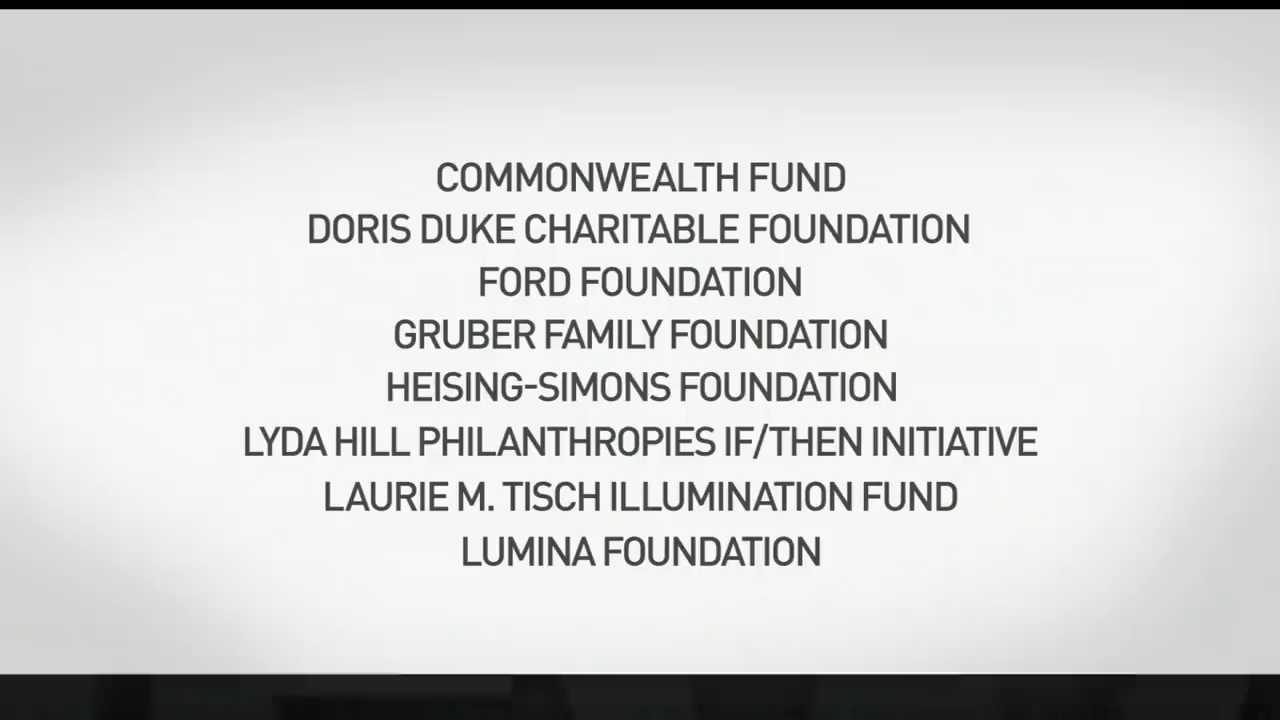 COMMONWEALTH FUND
DORIS DUKE CHARITABLE FOUNDATION
FORD FOUNDATION
GRUBER FAMILY FOUNDATION
HEISING-SIMONS FOUNDATION
LYDA HILL PHILANTHROPIES IF/THEN INITIATIVE
LAURIE M. TISCH ILLUMINATION FUND
LUMINA FOUNDATION